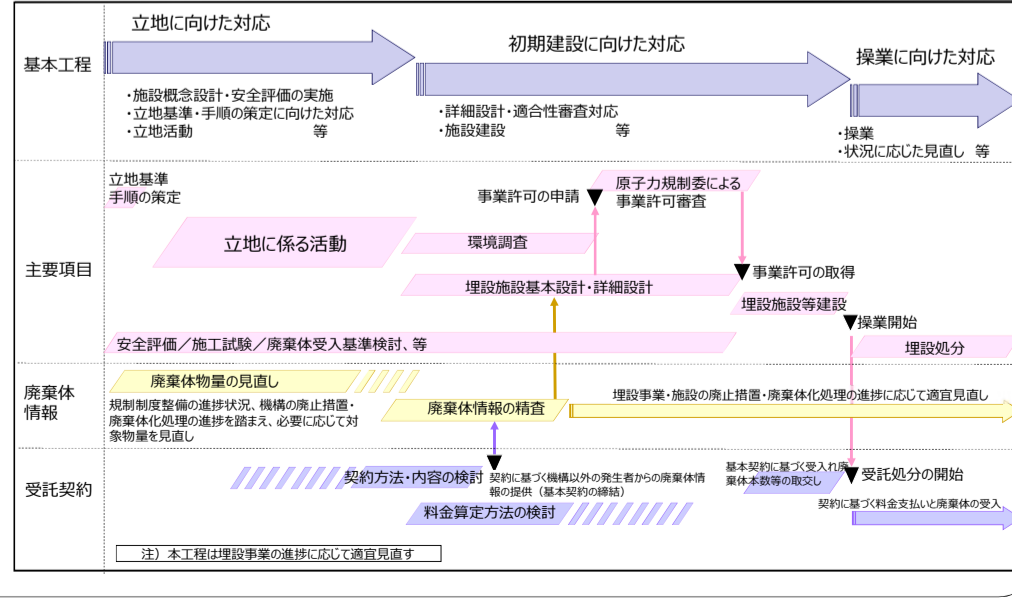 立地に向けた対応
初期建設に向けた対応
操業に向けた対応
基本工程
・施設概念設計・安全評価の実施
・立地基準・手順の策定に向けた対応
・立地活動　　　　　　　等
・詳細設計・適合性審査対応
・施設建設　　　　　　　等
・操業
・状況に応じた見直し 等
主要項目
立地基準
手順の策定
立地に係る活動
事業許可の申請
原子力規制委による
事業許可審査
環境調査
事業許可の取得
埋設施設基本設計・詳細設計
埋設施設等建設
操業開始
安全評価／施工試験／廃棄体受入基準検討、等
埋設処分
廃棄体
情報
廃棄体物量の見直し
規制制度整備の進捗状況、機構の廃止措置・
廃棄体化処理の進捗を踏まえ、必要に応じて対
象物量を見直し
廃棄体情報の精査
埋設事業・施設の廃止措置・廃棄体化処理の進捗に応じて適宜見直し
受託契約
契約方法・内容の検討
契約に基づく機構以外の発生者からの廃棄体情
報の提供（基本契約の締結）
基本契約に基づく受入れ廃
棄体本数等の取交し
受託処分の開始
料金算定方法の検討
契約に基づく料金支払いと廃棄体の受入
注）本工程は埋設事業の進捗に応じて適宜見直す